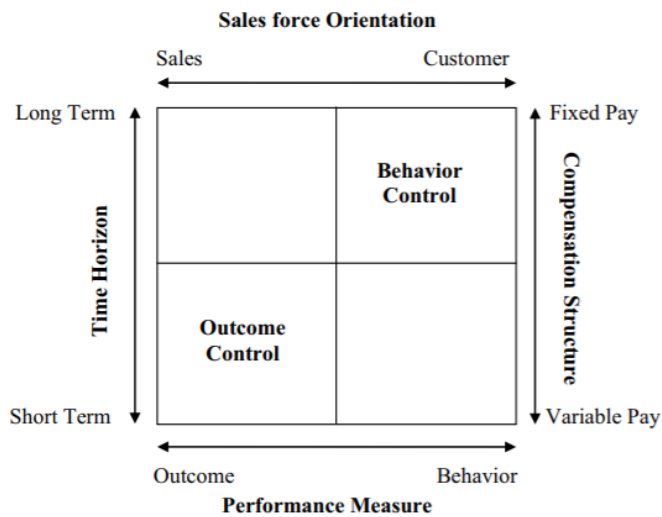 Sales force Orientation
Sales
Customer
Long Term
Fixed Pay
Behavior
Control
Time Horizon
Compensation Structure
Outcome
Control
Short Term
Variable Pay
Outcome
Behavior
Performance Measure